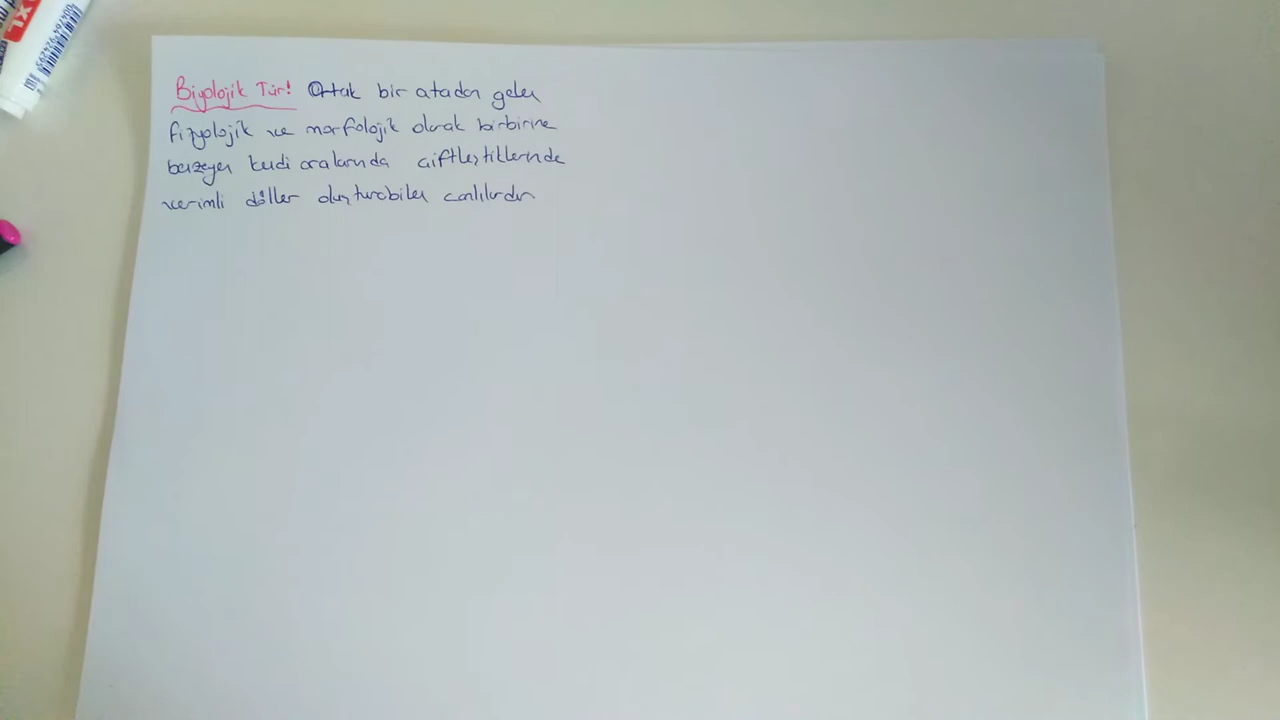 Biyolojik Tür! Ortak bir atadan gelen
fizyolojik ve morfolojik olarak birbirine
benzeyen kendi aralarında çiftleştiklerinde
verimli döller oluşturabilen canlılardır
XL